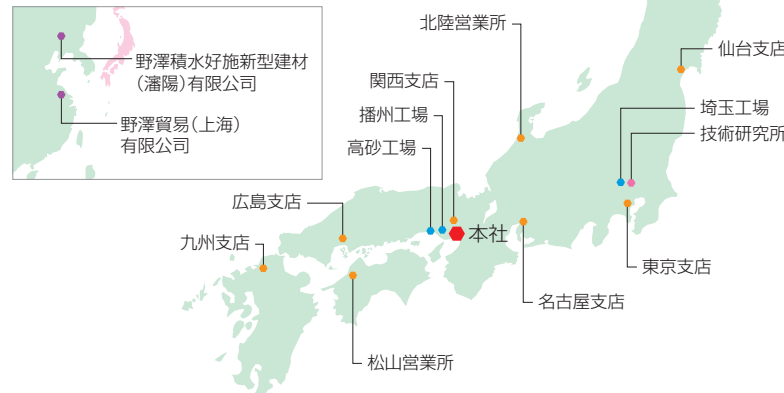 野澤積水好施新型建材
（瀋陽）有限公司
野澤貿易（上海）
有限公司
北陸営業所
仙台支店
関西支店
播州工場
高砂工場
埼玉工場
技術研究所
広島支店
九州支店
本社
東京支店
名古屋支店
松山営業所